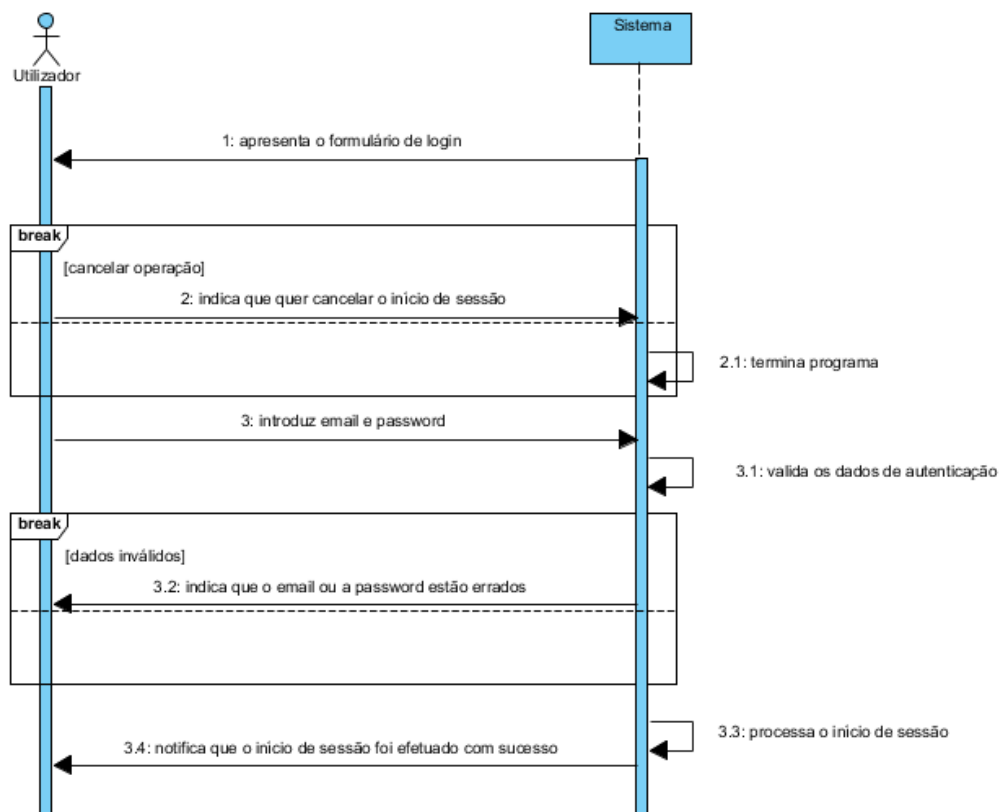 Utilizador
Sistema
1: apresenta o formulário de login
break
[cancelar operação]
2: indica que quer cancelar o início de sessão
2.1: termina programa
3: introduz email e password
3.1: valida os dados de autenticação
break
[dados inválidos]
3.2: indica que o email ou a password estão errados
3.3: processa o início de sessão
3.4: notifica que o início de sessão foi efetuado com sucesso